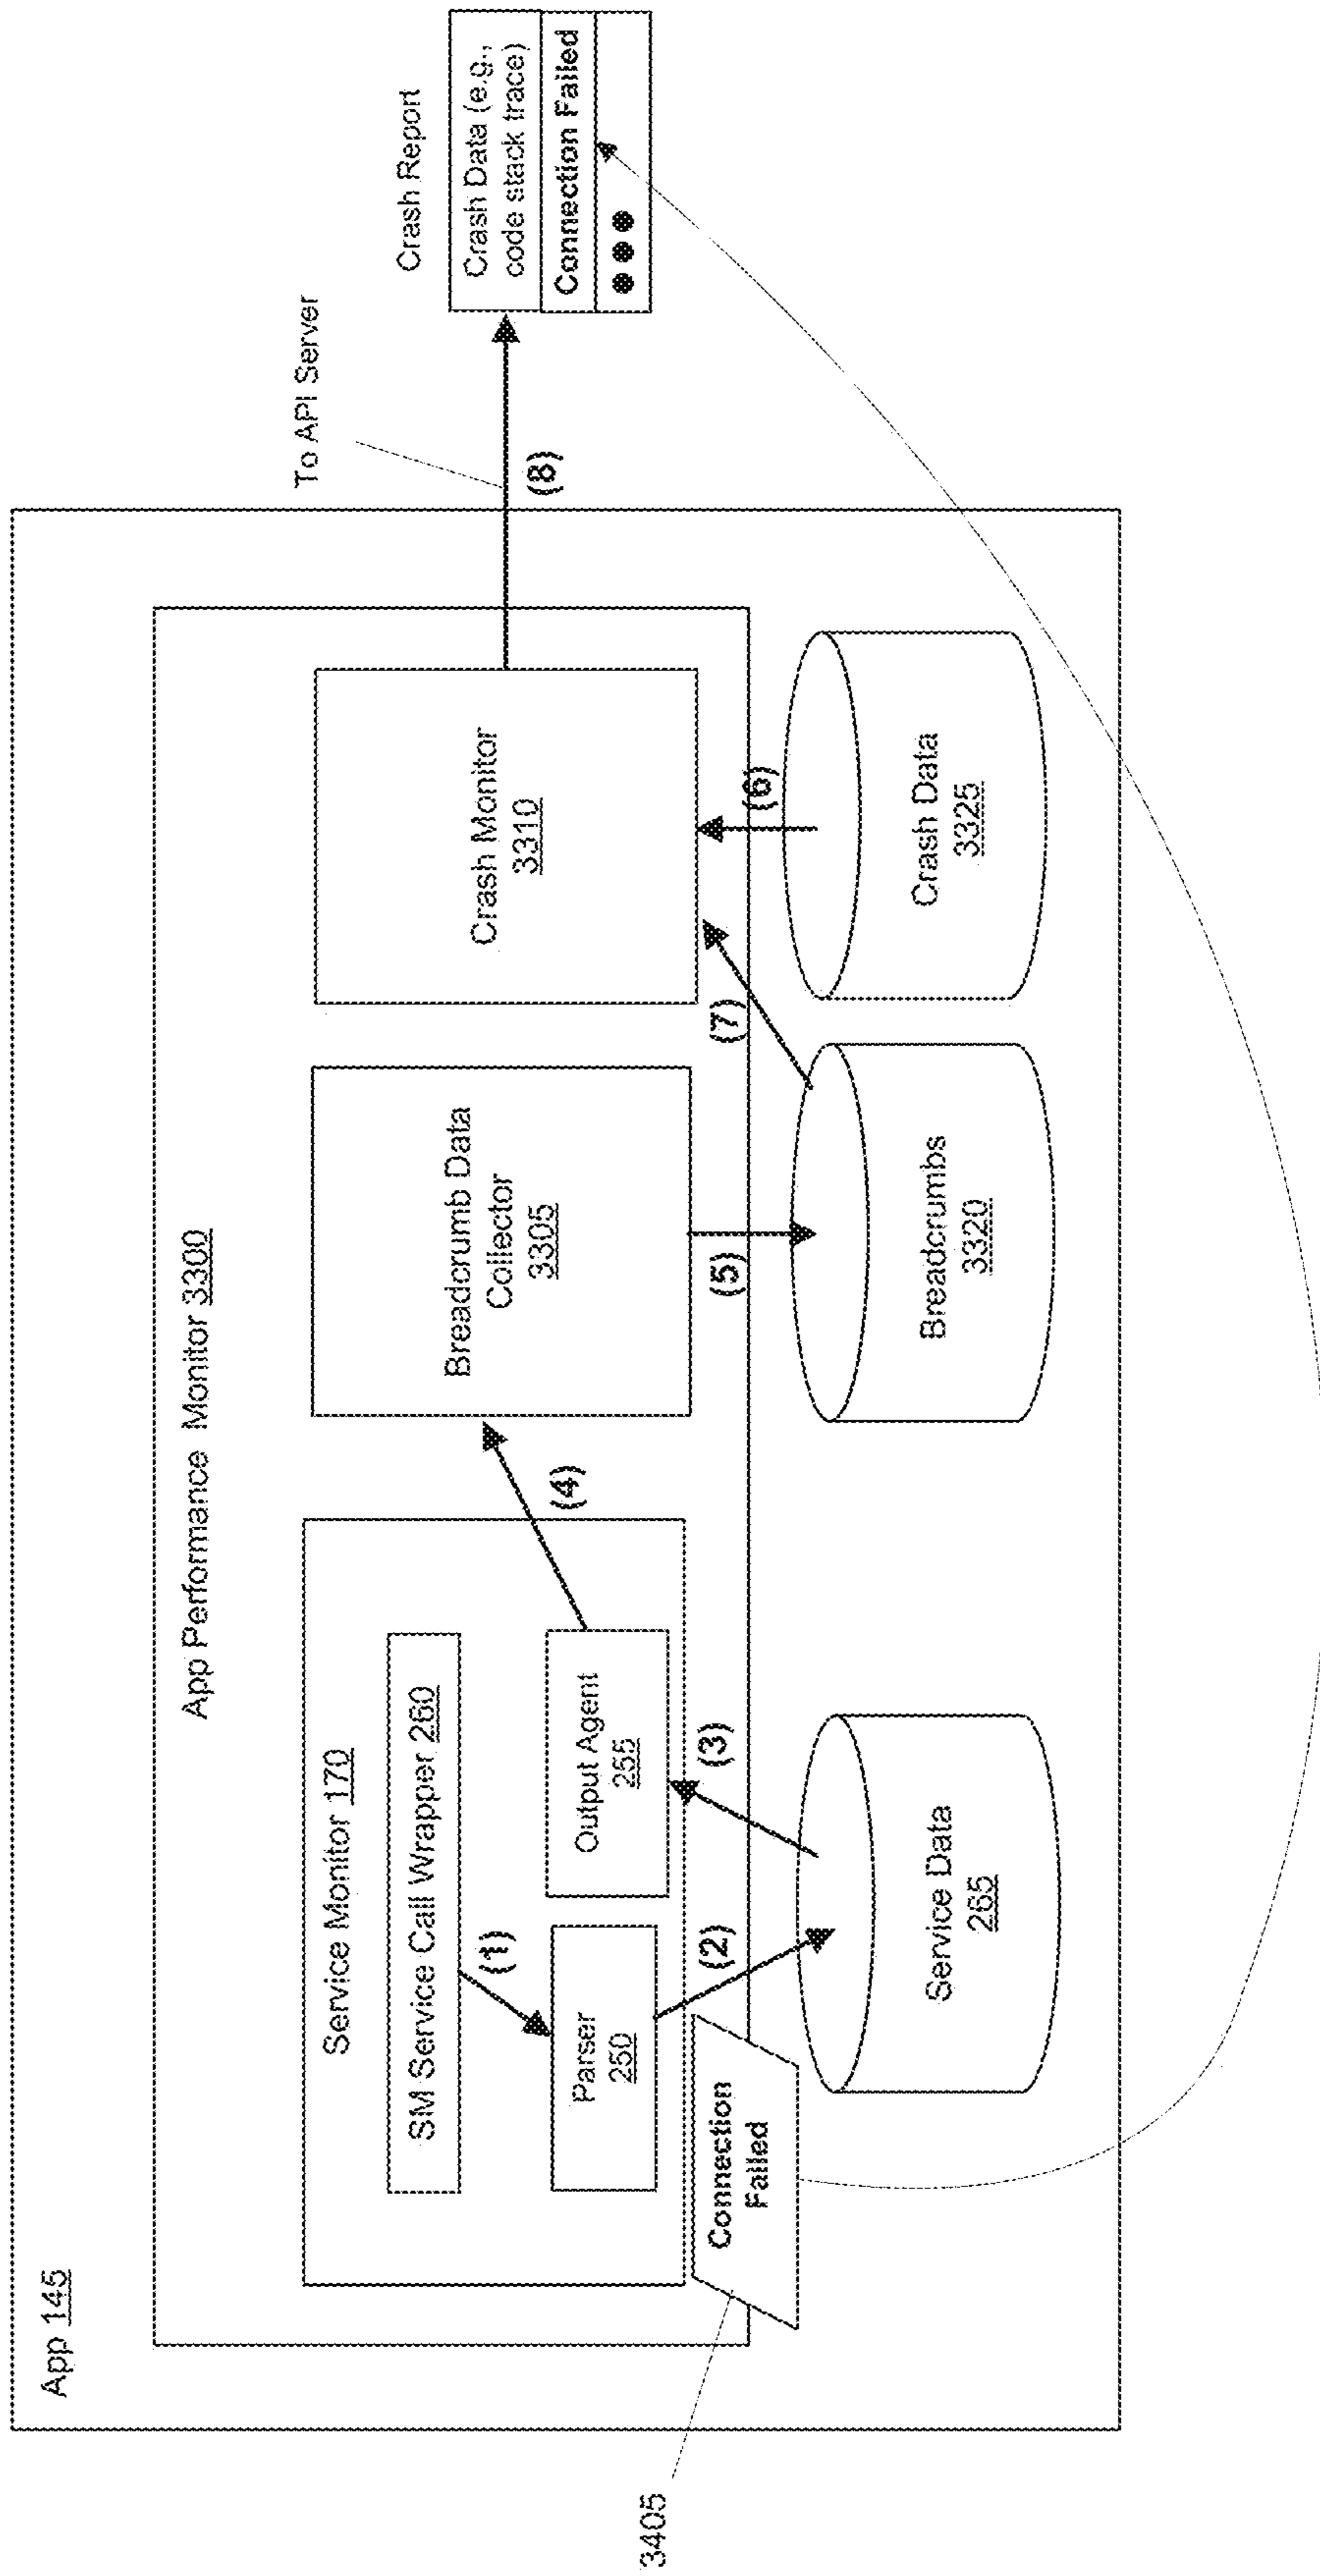 App 145
App Performance Monitor 3300
Service Monitor 170
SM Service Call Wrapper 260
(1)
Parser
250
Output Agent
255
(2)
(3)
Connection
Failed
3405
Service Data
265
(4)
Breadcrumb Data
Collector
3305
(5)
Breadcrumbs
3320
Crash Monitor
3310
(7)
(6)
Crash Data
3325
To API Server
(8)
Crash Report
Crash Data (e.g.,
code stack trace)
Connection Failed